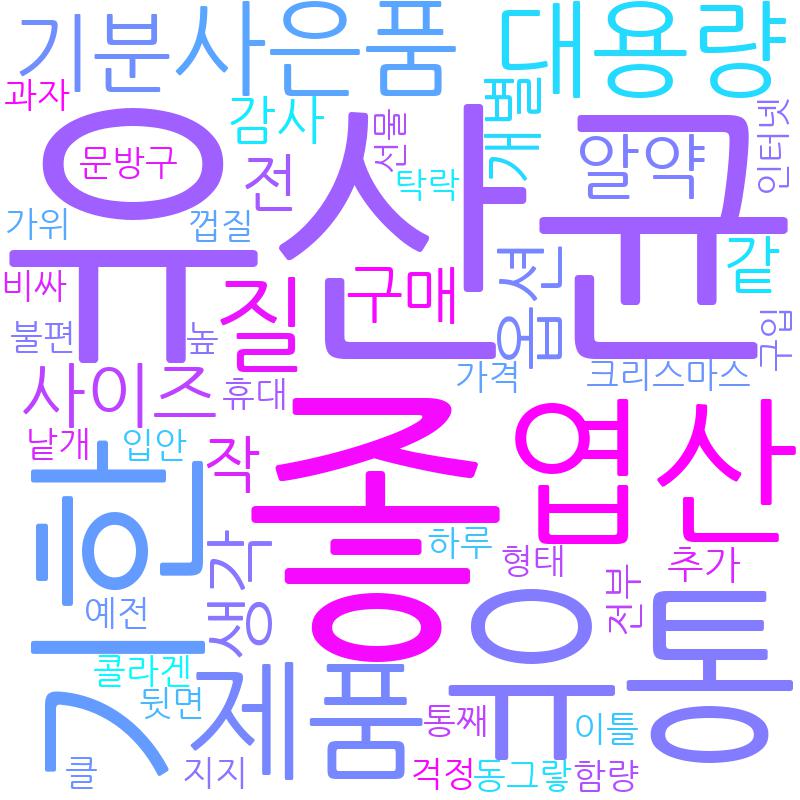 기분
사은품
대용량
과자
감사
개별
선물
인터넷
문방구
전
탁락
알약
유산균
가위
껍질
비싸
질
구매
옵션
같
불편
높
구입
사이즈
휴대
가격
크리스마스
낱개
입안
작
좋
엽산
기한
생각
하루
형태
전부
추가
예전
유통
콜라겐
뒷면
제품
통째
이틀
클
지지
걱정
동그랗
함량